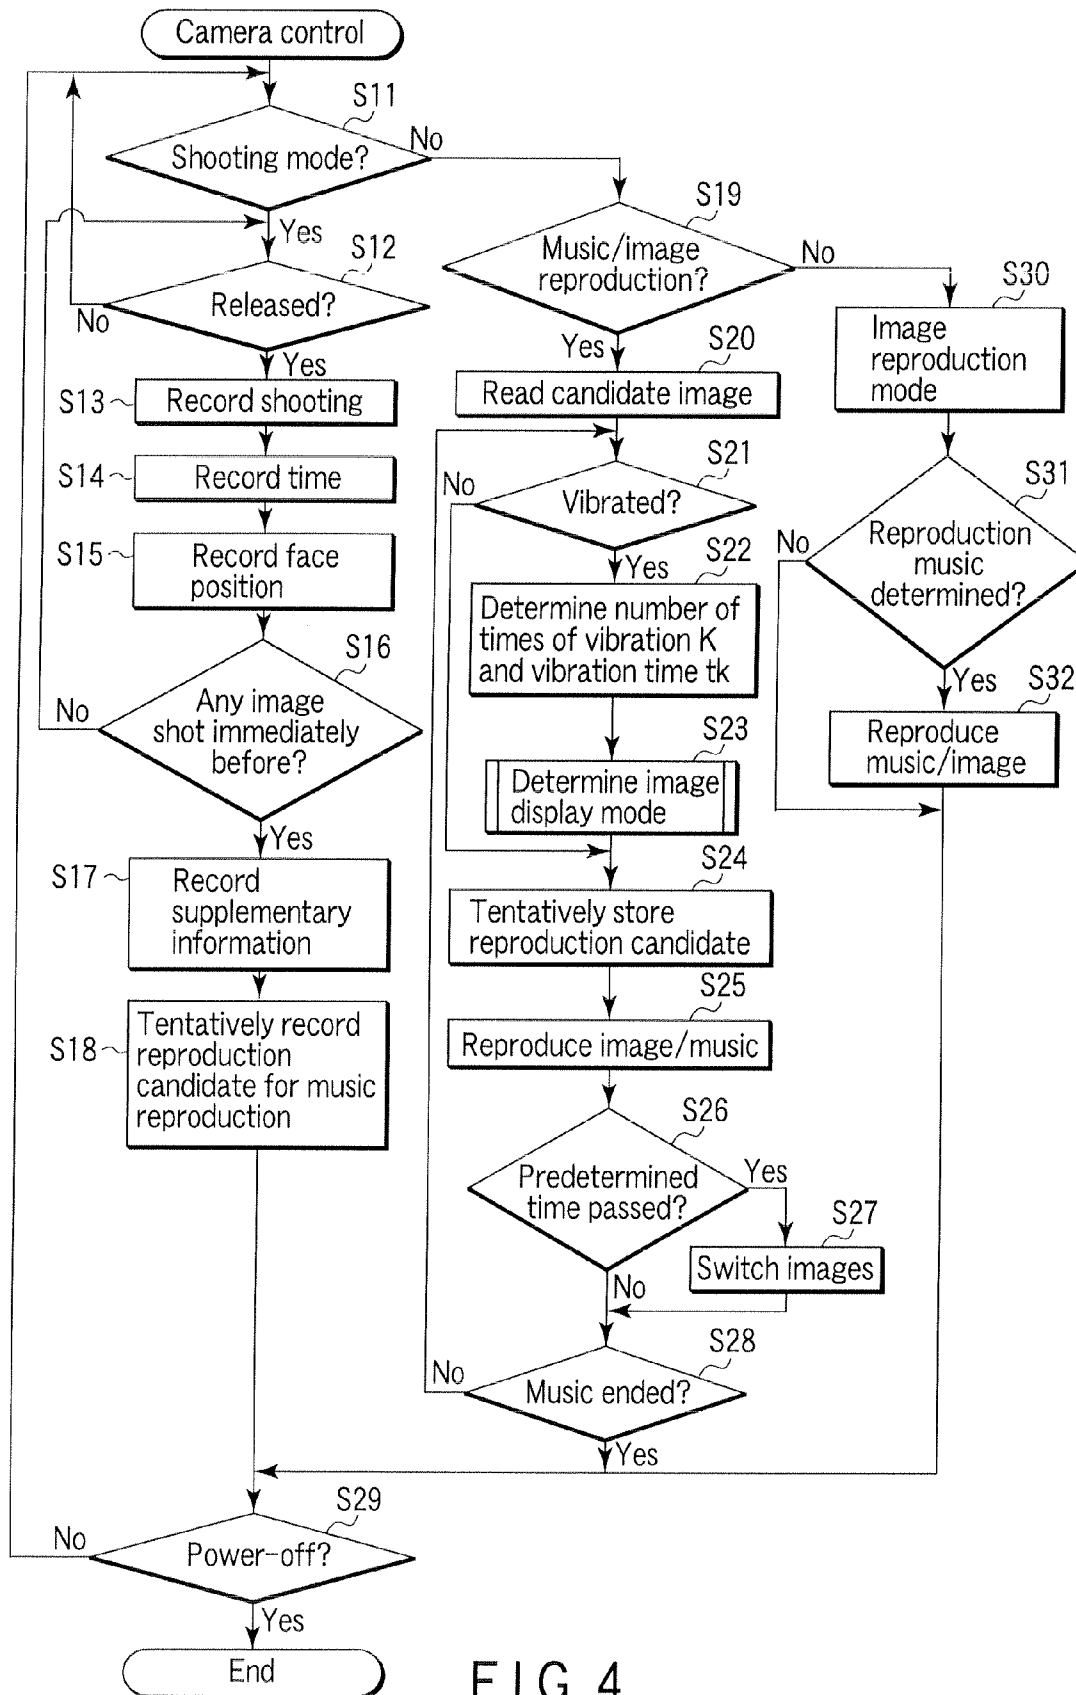 Camera control
S11
Shooting mode?
No
Yes
S12
Released?
No
Yes
S13
Record shooting
S14
Record time
S15
Record face
position
S16
Any image
shot immediately
before?
No
Yes
S17
Record
supplementary
information
S18
Tentatively record
reproduction
candidate for music
reproduction
S19
Music/image
reproduction?
No
Yes
S20
Read candidate image
S21
Vibrated?
No
Yes
S22
Determine number of
times of vibration K
and vibration time tk
S23
Determine image
display mode
S24
Tentatively store
reproduction candidate
S25
Reproduce image/music
S26
Predetermined
time passed?
Yes
No
S27
Switch images
S28
Music ended?
No
Yes
S30
Image
reproduction
mode
S31
Reproduction
music
determined?
No
Yes
S32
Reproduce
music/image
S29
Power-off?
No
Yes
End
FIG. 4